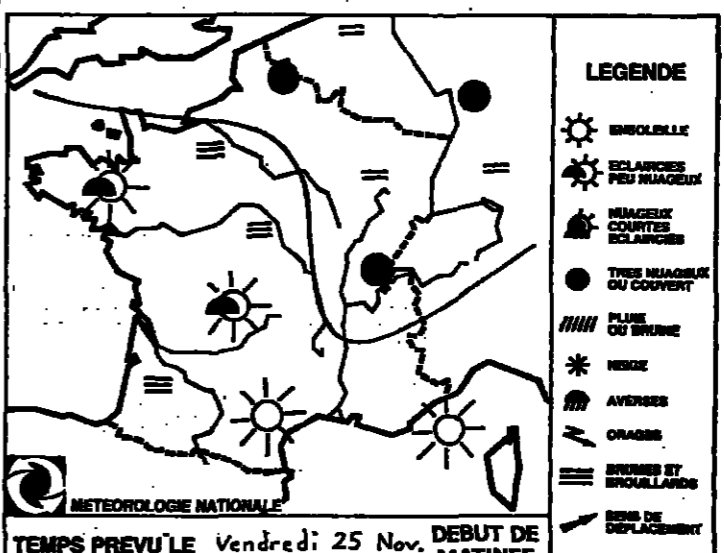 LEGENDE
ENSOLEILLE
ECLAIRCIES
PEU NUAGEUX
NUAGEUX
COURTES
ECLAIRCIES
TRES NUAGEUX
OU COUVERT
PLUIE
OU BRUINE
NEIGE
AVERSES
ORAGES
BRUMES ET
BROUILLARDS
SENS DE
DEPLACEMENT
METEOROLOGIE NATIONALE
TEMPS PREVU LE Vendredi 25 Nov. DEBUT DE
MATINEE